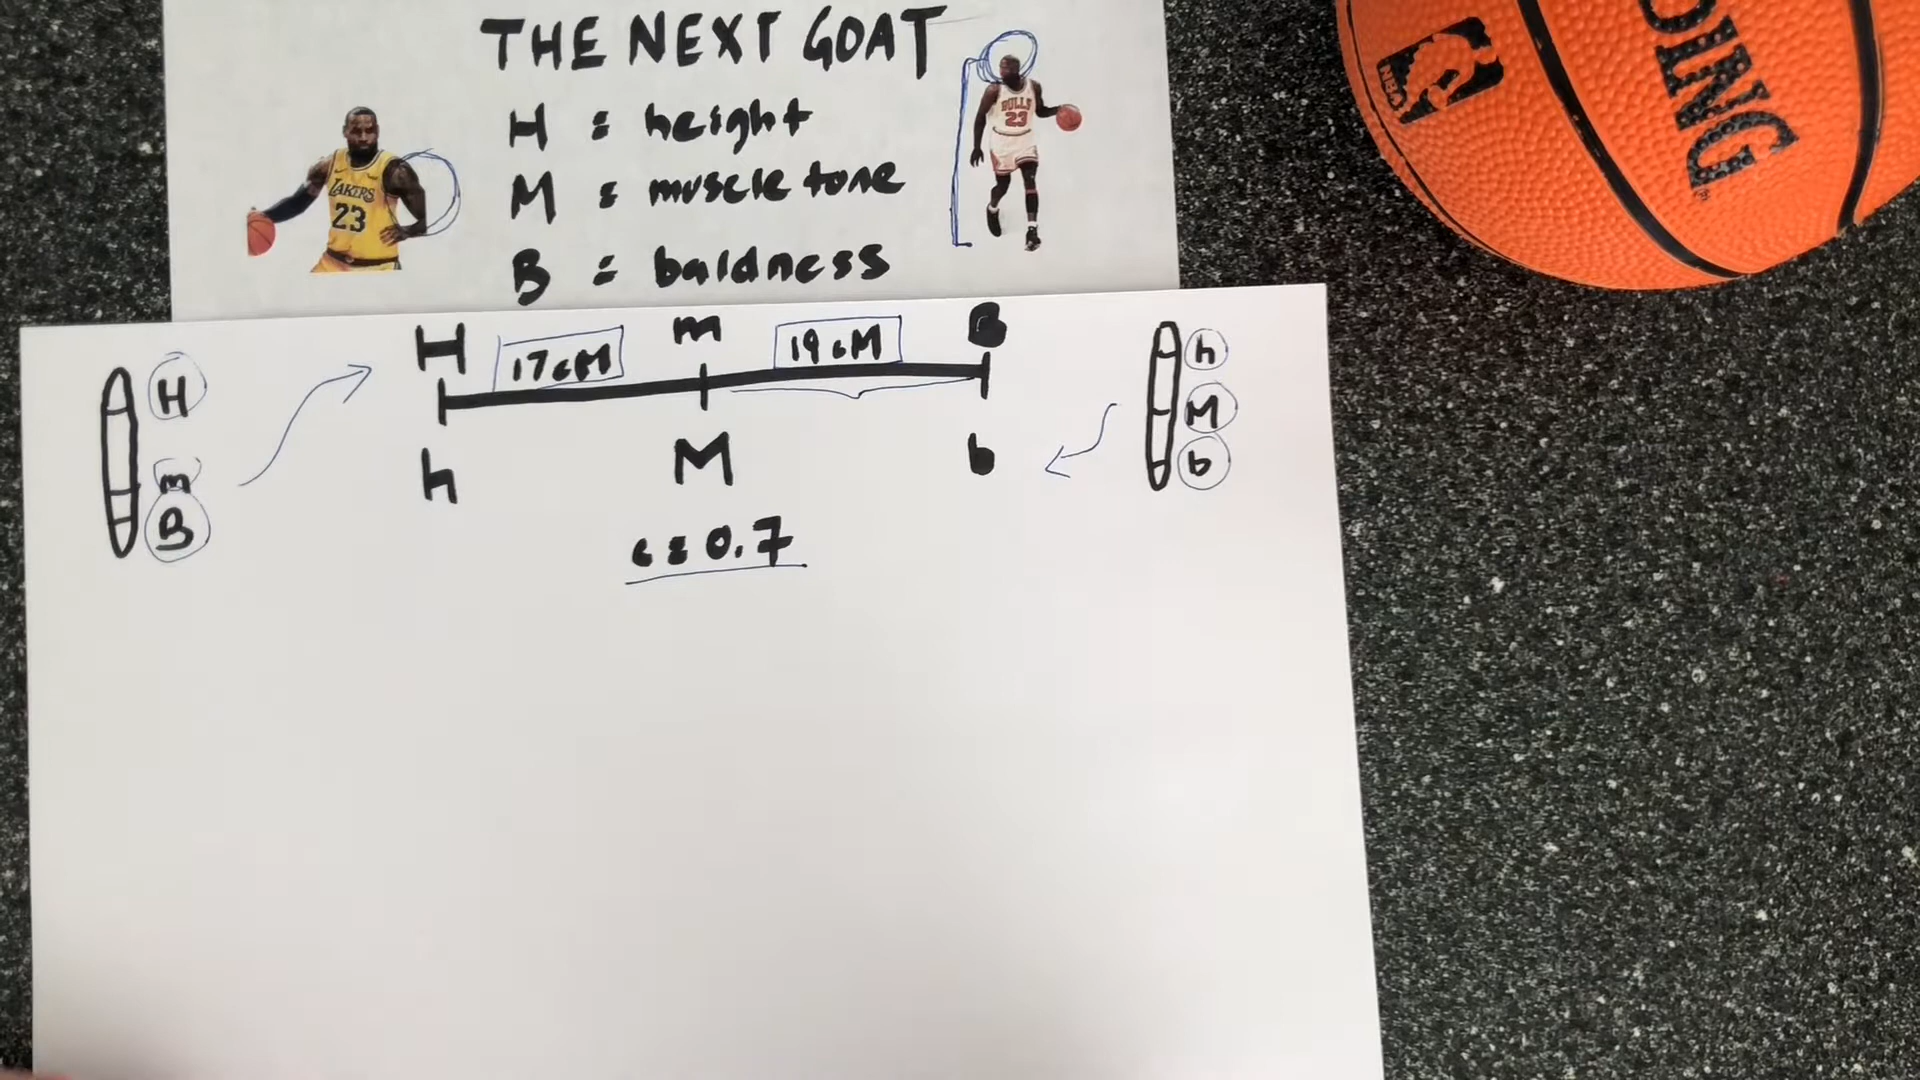 THE NEXT GOAT
H = height
M = muscle tone
B = baldness
LAKERS
23
BULLS
23
NBA
DING
H 17cM m 19cM B
h M b
c = 0.7
H
m
B
h
M
b